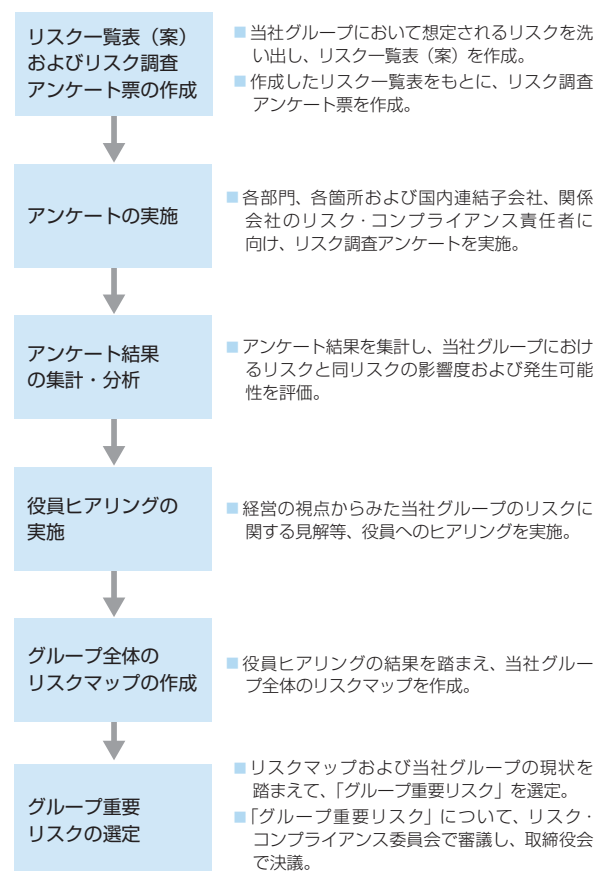 リスク一覧表（案）
およびリスク調査
アンケート票の作成
■当社グループにおいて想定されるリスクを洗
い出し、リスク一覧表（案）を作成。
■作成したリスク一覧表をもとに、リスク調査
アンケート票を作成。
アンケートの実施
■各部門、各箇所および国内連結子会社、関係
会社のリスク・コンプライアンス責任者に
向け、リスク調査アンケートを実施。
アンケート結果
の集計・分析
■アンケート結果を集計し、当社グループにおけ
るリスクと同リスクの影響度および発生可能
性を評価。
役員ヒアリングの
実施
■経営の視点からみた当社グループのリスクに
関する見解等、役員へのヒアリングを実施。
グループ全体の
リスクマップの作成
■役員ヒアリングの結果を踏まえ、当社グルー
プ全体のリスクマップを作成。
グループ重要
リスクの選定
■リスクマップおよび当社グループの現状を
踏まえて、「グループ重要リスク」を選定。
■「グループ重要リスク」について、リスク・
コンプライアンス委員会で審議し、取締役会
で決議。